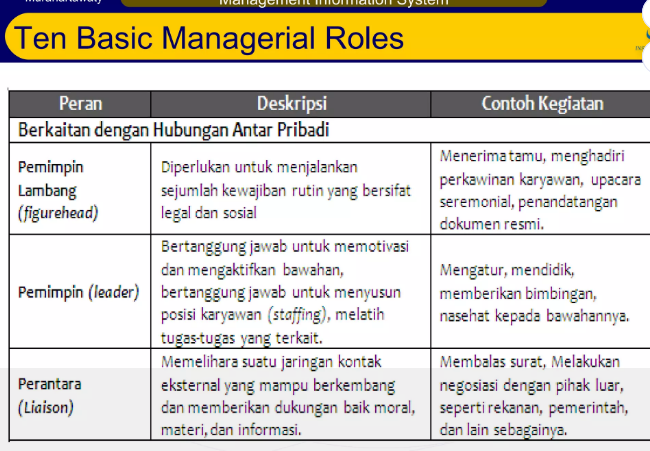 Management Information System
Ten Basic Managerial Roles
Peran Deskripsi Contoh Kegiatan
Berkaitan dengan Hubungan Antar Pribadi
Pemimpin
Lambang
(figurehead)
Diperlukan untuk menjalankan
sejumlah kewajiban rutin yang bersifat
legal dan sosial
Menerima tamu, menghadiri
perkawinan karyawan, upacara
seremonial, penandatangan
dokumen resmi.
Pemimpin (leader)
Bertanggung jawab untuk memotivasi
dan mengaktifkan bawahan,
bertanggung jawab untuk menyusun
posisi karyawan (staffing), melatih
tugas-tugas yang terkait.
Mengatur, mendidik,
memberikan bimbingan,
nasehat kepada bawahannya.
Perantara
(Liaison)
Memelihara suatu jaringan kontak
eksternal yang mampu berkembang
dan memberikan dukungan baik moral,
materi, dan informasi.
Membalas surat, Melakukan
negosiasi dengan pihak luar,
seperti rekanan, pemerintah,
dan lain sebagainya.